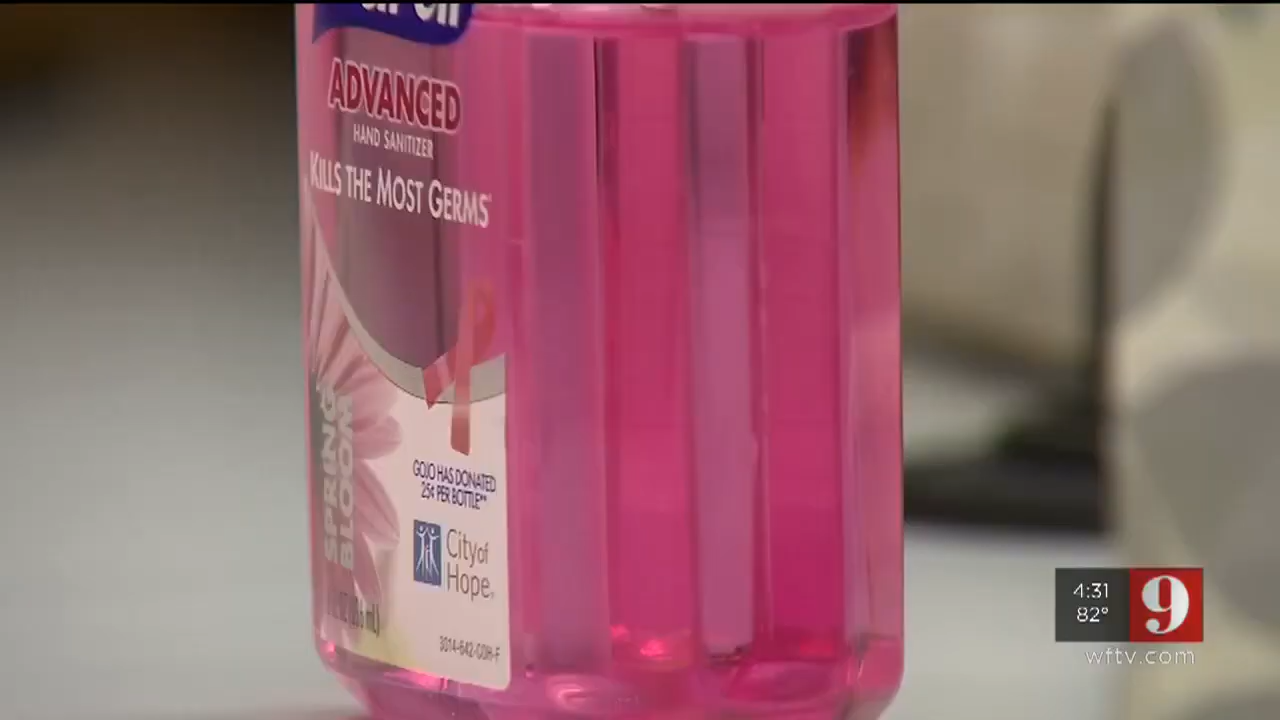 ADVANCED
HAND SANITIZER
KILLS THE MOST GERMS*
SPRING
BLOOM
GOJO HAS DONATED
25¢ PER BOTTLE**
City of
Hope®
3014-642-COH-F
4:31
82°
9
wftv.com